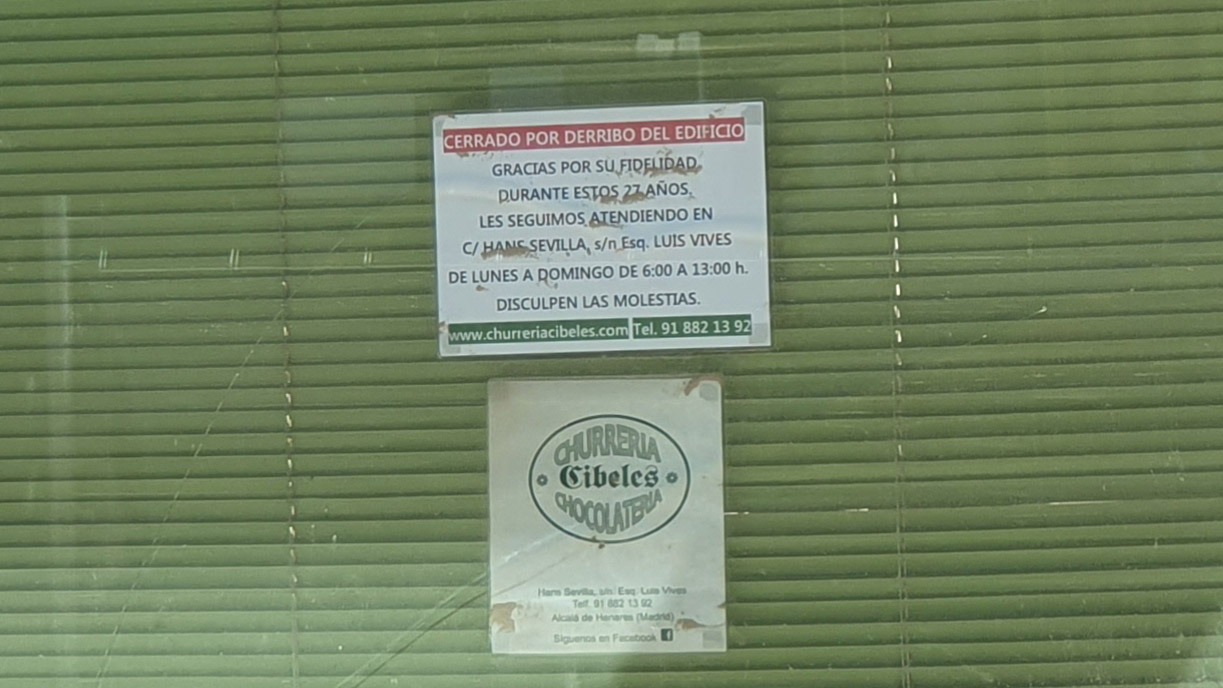 CERRADO POR DERRIBO DEL EDIFICIO
GRACIAS POR SU FIDELIDAD
DURANTE ESTOS 27 AÑOS.
LES SEGUIMOS ATENDIENDO EN
C/ HANS SEVILLA, s/n Esq. LUIS VIVES
DE LUNES A DOMINGO DE 6:00 A 13:00 h.
DISCULPEN LAS MOLESTIAS.
www.churreriacibeles.com Tel. 91 882 13 92
CHURRERIA
Cibeles
CHOCOLATERIA
Hans Sevilla, s/n. Esq. Luis Vives
Telf. 91 882 13 92
Alcalá de Henares (Madrid)
Síguenos en Facebook f